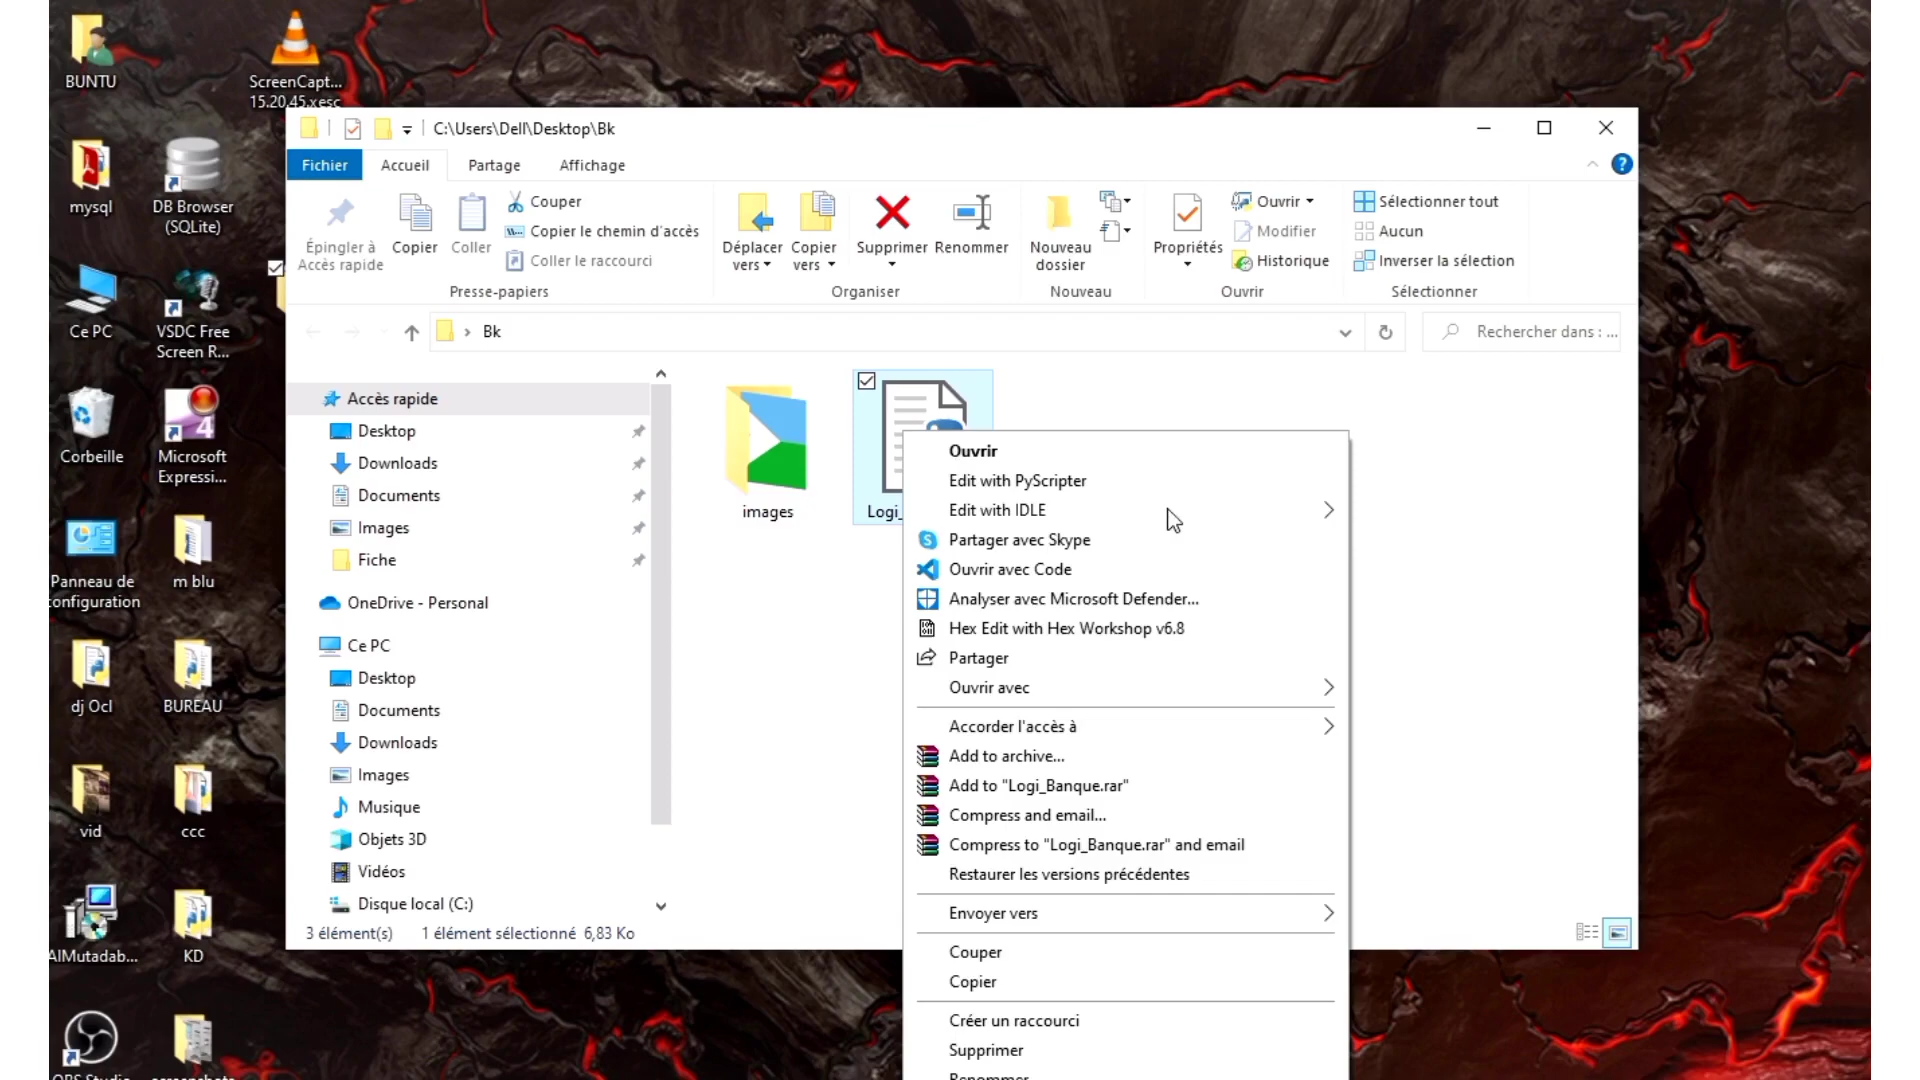 BUNTU
ScreenCapt...
15.20.45.xesc
mysql
DB Browser
(SQLite)
Ce PC
VSDC Free
Screen R...
Corbeille
Microsoft
Expressi...
Panneau de
configuration
m blu
dj Ocl
BUREAU
vid
ccc
AIMutadab...
KD
C:\Users\Dell\Desktop\Bk
Fichier
Accueil
Partage
Affichage
Épingler à
Accès rapide
Copier
Coller
Couper
Copier le chemin d'accès
Coller le raccourci
Presse-papiers
Déplacer
vers
Copier
vers
Supprimer
Renommer
Organiser
Nouveau
dossier
Nouveau
Propriétés
Ouvrir
Modifier
Historique
Ouvrir
Sélectionner tout
Aucun
Inverser la sélection
Sélectionner
Bk
Rechercher dans : ...
Accès rapide
Desktop
Downloads
Documents
Images
Fiche
OneDrive - Personal
Ce PC
Desktop
Documents
Downloads
Images
Musique
Objets 3D
Vidéos
Disque local (C:)
3 élément(s)
1 élément sélectionné 6,83 Ko
images
Logi_
Ouvrir
Edit with PyScripter
Edit with IDLE
Partager avec Skype
Ouvrir avec Code
Analyser avec Microsoft Defender...
Hex Edit with Hex Workshop v6.8
Partager
Ouvrir avec
Accorder l'accès à
Add to archive...
Add to "Logi_Banque.rar"
Compress and email...
Compress to "Logi_Banque.rar" and email
Restaurer les versions précédentes
Envoyer vers
Couper
Copier
Créer un raccourci
Supprimer
Renommer